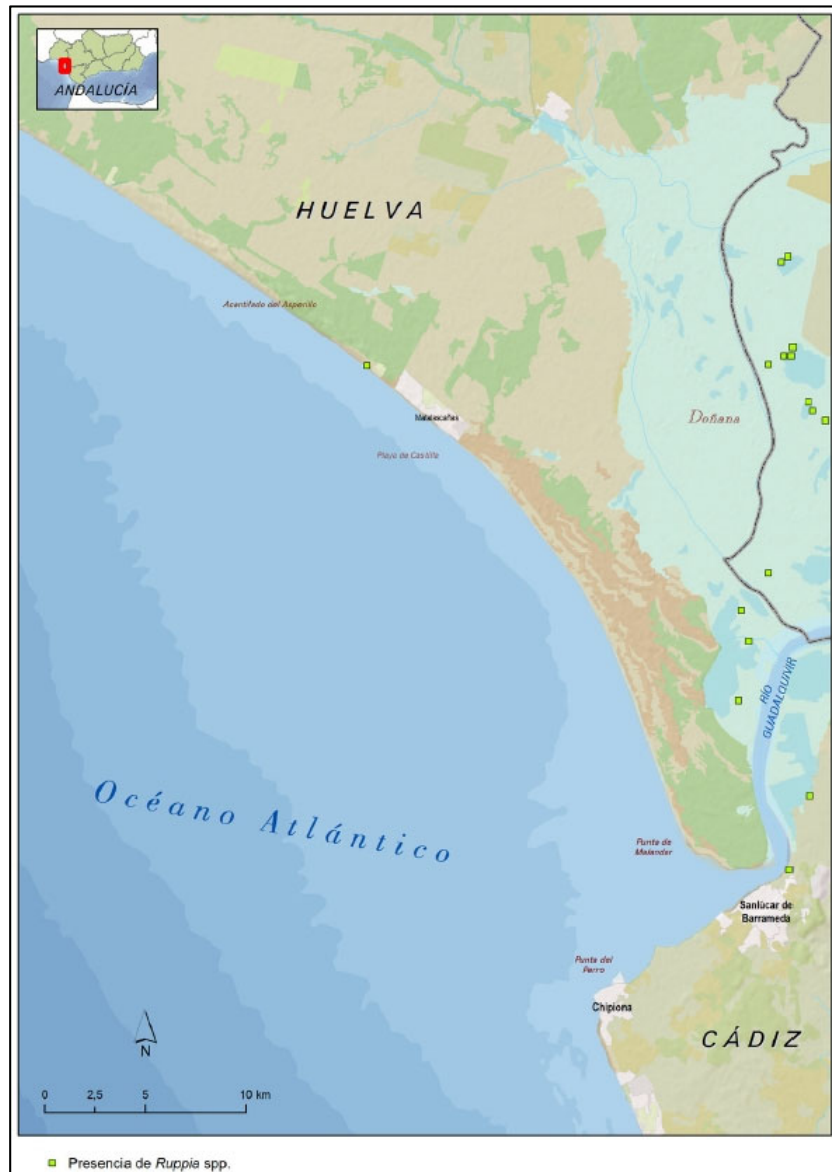 ANDALUCÍA
HUELVA
Acantilado del Asperillo
Matalascañas
Playa de Castilla
Doñana
RÍO
GUADALQUIVIR
Océano Atlántico
Punta de
Malandar
Sanlúcar de
Barrameda
Punta del
Perro
Chipiona
CÁDIZ
N
0 2,5 5 10 km
Presencia de Ruppia spp.